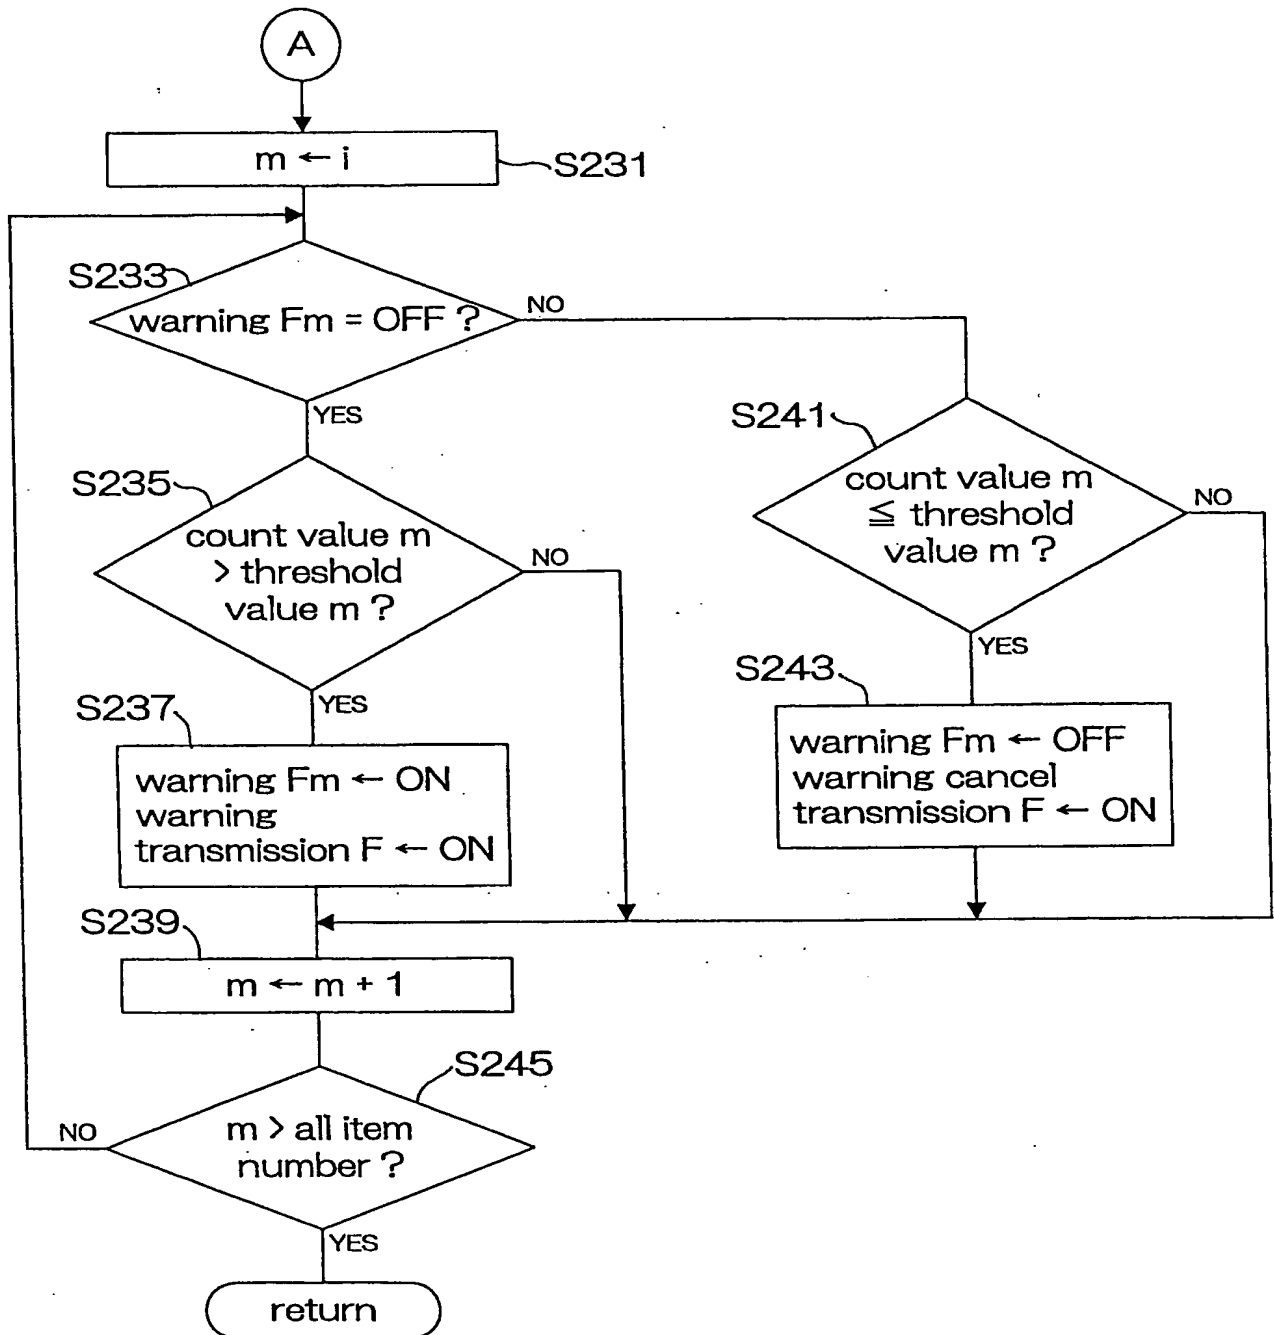 A
m ← i
S231
S233
warning Fm = OFF ?
NO
YES
S241
count value m
≦ threshold
value m ?
NO
YES
S235
count value m
> threshold
value m ?
NO
YES
S243
warning Fm ← OFF
warning cancel
transmission F ← ON
S237
warning Fm ← ON
warning
transmission F ← ON
S239
m ← m + 1
S245
m > all item
number ?
NO
YES
return